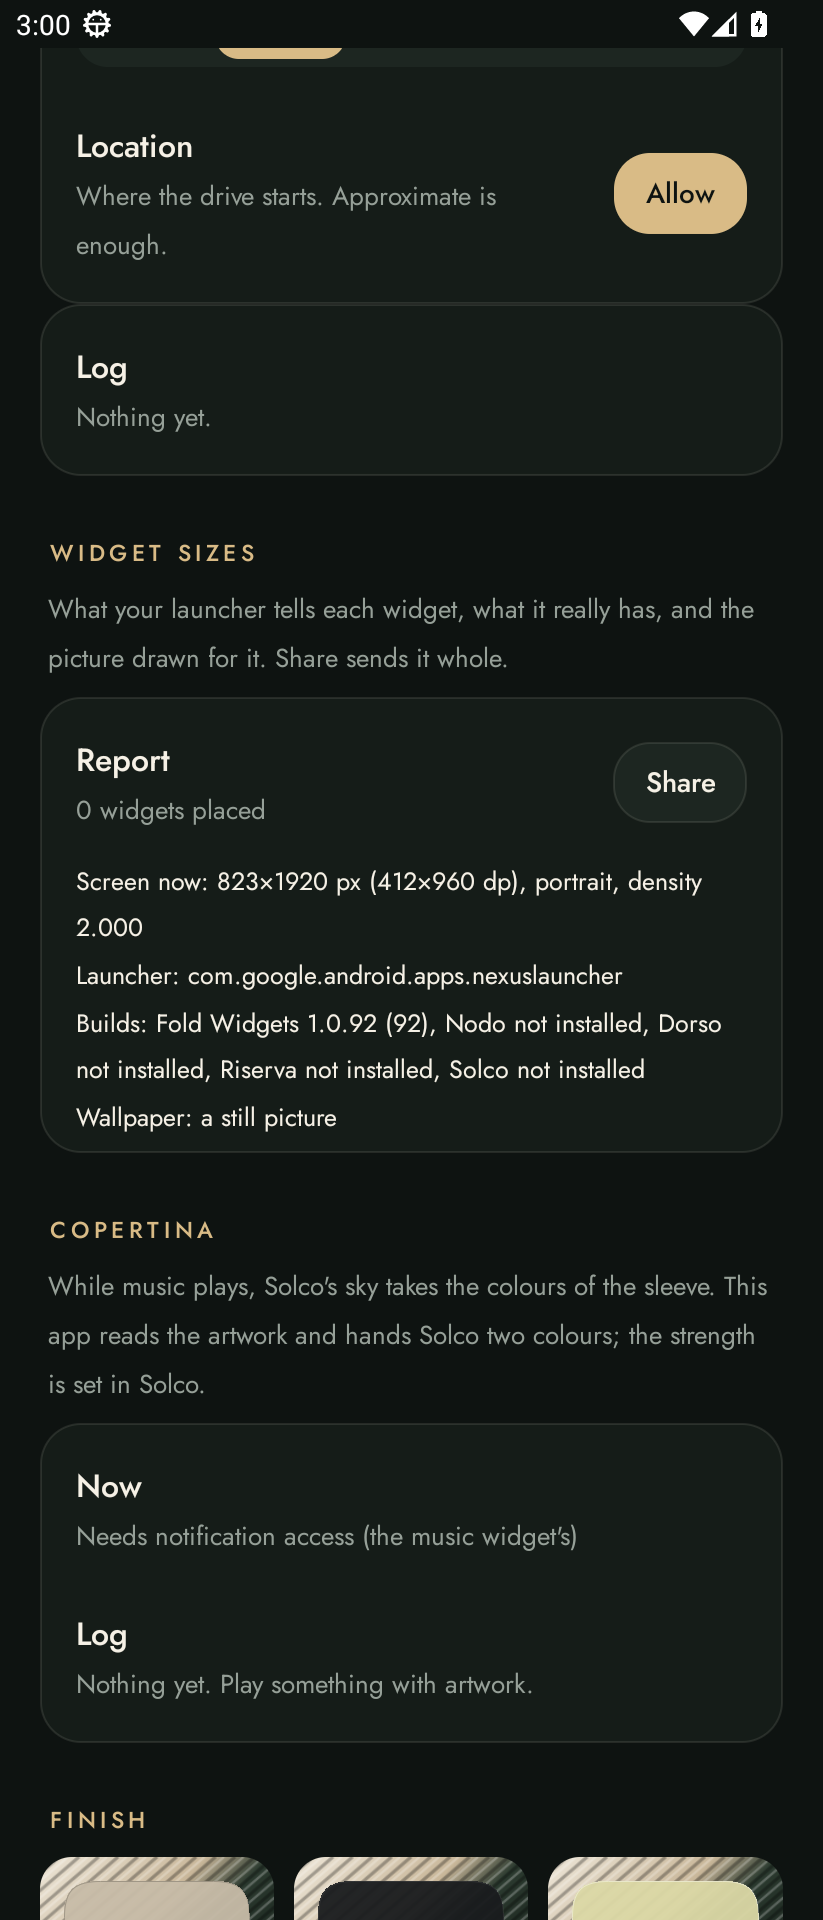 3:00
Location
Where the drive starts. Approximate is
enough.
Allow
Log
Nothing yet.
WIDGET SIZES
What your launcher tells each widget, what it really has, and the
picture drawn for it. Share sends it whole.
Report
0 widgets placed
Share
Screen now: 823×1920 px (412×960 dp), portrait, density
2.000
Launcher: com.google.android.apps.nexuslauncher
Builds: Fold Widgets 1.0.92 (92), Nodo not installed, Dorso
not installed, Riserva not installed, Solco not installed
Wallpaper: a still picture
COPERTINA
While music plays, Solco's sky takes the colours of the sleeve. This
app reads the artwork and hands Solco two colours; the strength
is set in Solco.
Now
Needs notification access (the music widget's)
Log
Nothing yet. Play something with artwork.
FINISH